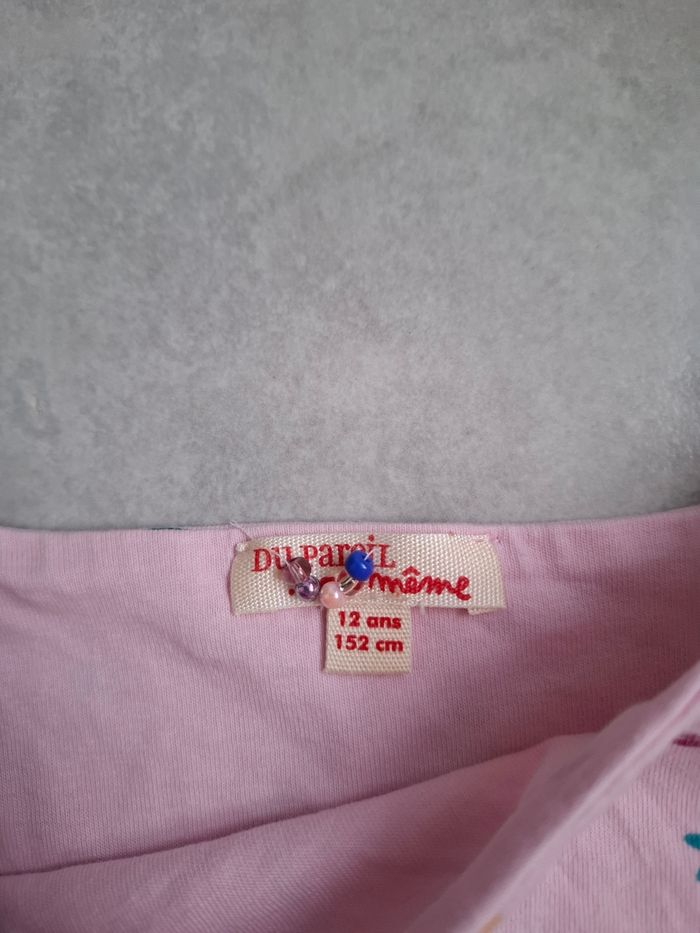 Du Pareil
même
12 ans
152 cm